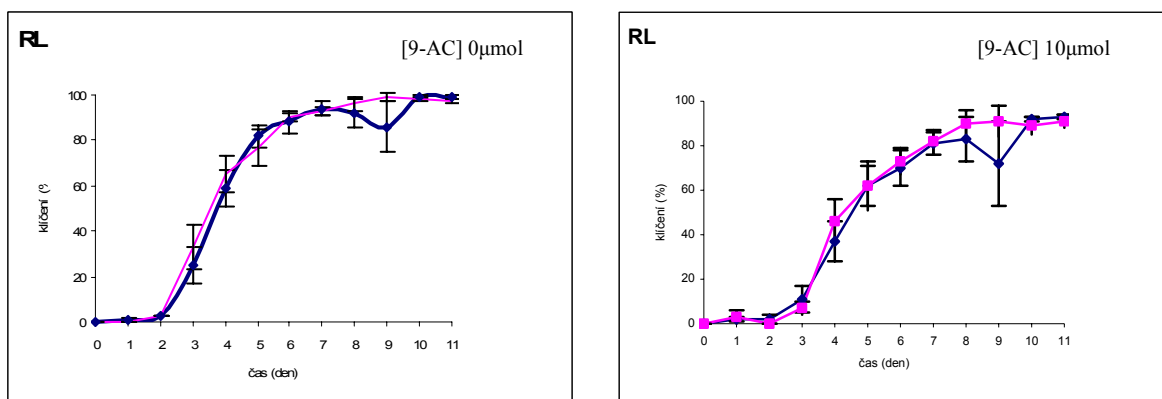 RL
[9-AC] 0µmol
100
80
60
40
20
0
klíčení (%
0 1 2 3 4 5 6 7 8 9 10 11
čas (den)
RL
[9-AC] 10µmol
100
80
60
40
20
0
klíčení (%)
0 1 2 3 4 5 6 7 8 9 10 11
čas (den)